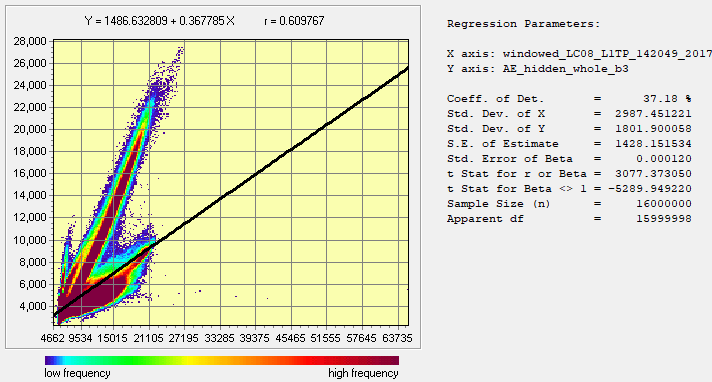 Y = 1486.632809 + 0.367785 X r = 0.609767
28,000
26,000
24,000
22,000
20,000
18,000
16,000
14,000
12,000
10,000
8,000
6,000
4,000
4662 9534 15015 21105 27195 33285 39375 45465 51555 57645 63735
low frequency high frequency
Regression Parameters:
X axis: windowed_LC08_L1TP_142049_2017
Y axis: AE_hidden_whole_b3
Coeff. of Det. = 37.18 %
Std. Dev. of X = 2987.451221
Std. Dev. of Y = 1801.900058
S.E. of Estimate = 1428.151534
Std. Error of Beta = 0.000120
t Stat for r or Beta = 3077.373050
t Stat for Beta <> 1 = -5289.949220
Sample Size (n) = 16000000
Apparent df = 15999998